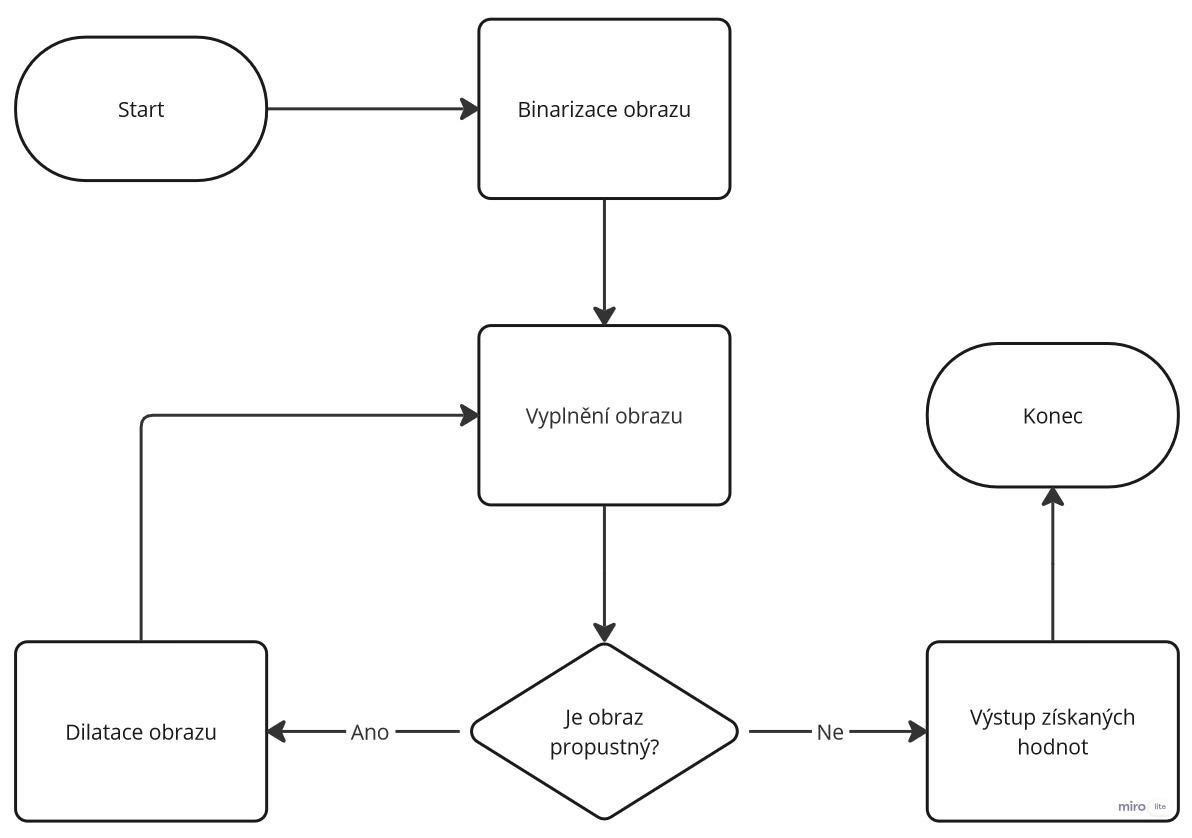 Start
Binarizace obrazu
Vyplnění obrazu
Konec
Dilatace obrazu
Ano
Je obraz
propustný?
Ne
Výstup získaných
hodnot
miro lite